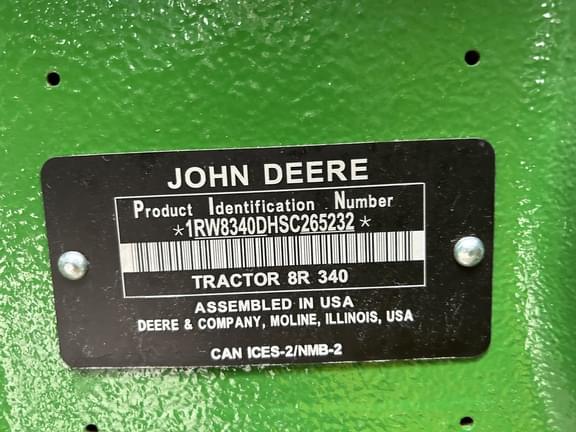 JOHN DEERE
Product Identification Number
*1RW8340DHSC265232*
TRACTOR 8R 340
ASSEMBLED IN USA
DEERE & COMPANY, MOLINE, ILLINOIS, USA
CAN ICES-2/NMB-2